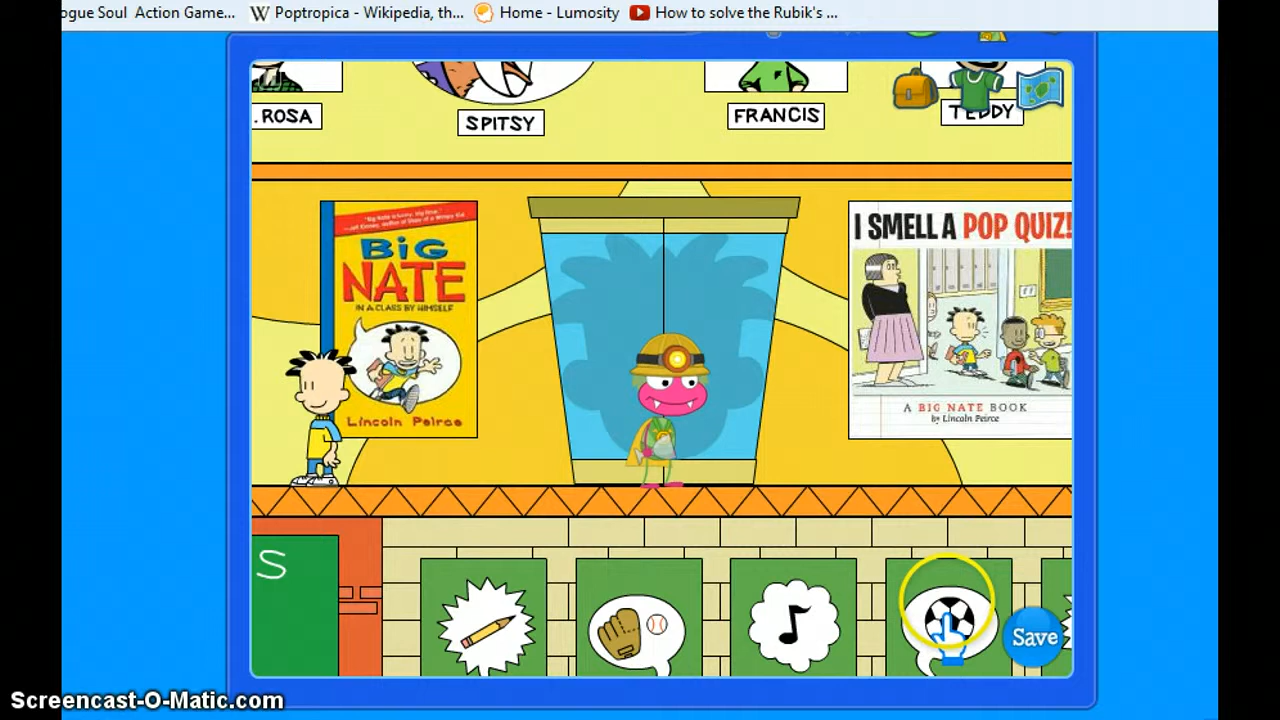 ogue Soul Action Game... Poptropica - Wikipedia, th... Home - Lumosity How to solve the Rubik's ...
.ROSA
SPITSY
FRANCIS
TEDDY
BIG
NATE
IN A CLASS BY HIMSELF
Lincoln Peirce
I SMELL A POP QUIZ!
A BIG NATE BOOK
by Lincoln Peirce
S
Save
Screencast-O-Matic.com